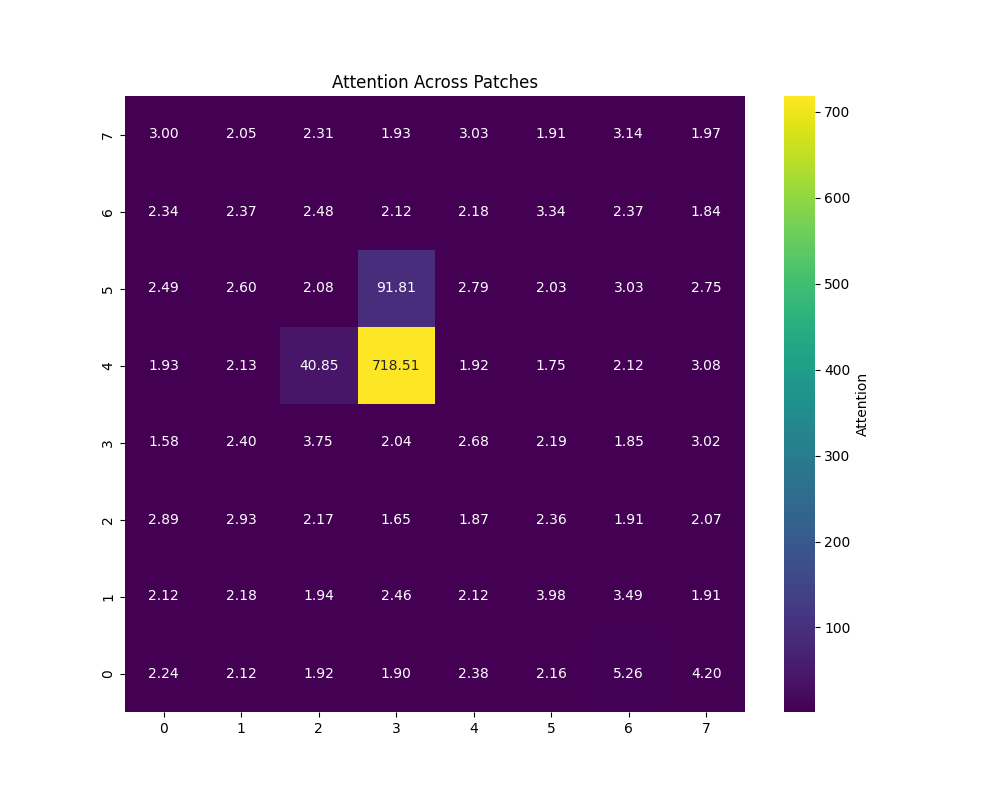 Attention Across Patches
7 3.00 2.05 2.31 1.93 3.03 1.91 3.14 1.97
6 2.34 2.37 2.48 2.12 2.18 3.34 2.37 1.84
5 2.49 2.60 2.08 91.81 2.79 2.03 3.03 2.75
4 1.93 2.13 40.85 718.51 1.92 1.75 2.12 3.08
3 1.58 2.40 3.75 2.04 2.68 2.19 1.85 3.02
2 2.89 2.93 2.17 1.65 1.87 2.36 1.91 2.07
1 2.12 2.18 1.94 2.46 2.12 3.98 3.49 1.91
0 2.24 2.12 1.92 1.90 2.38 2.16 5.26 4.20
0 1 2 3 4 5 6 7
700
600
500
400
300
200
100
Attention